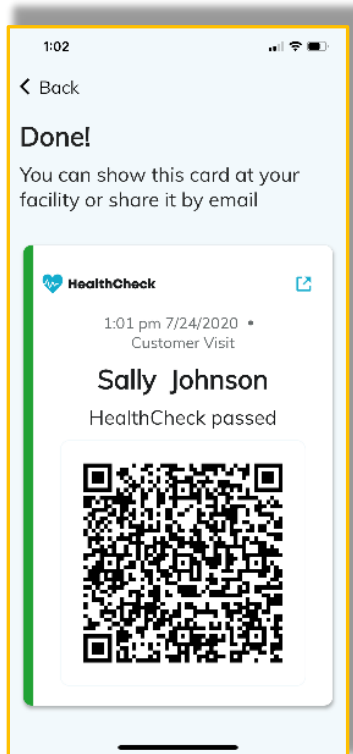 1:02
Back
Done!
You can show this card at your
facility or share it by email
HealthCheck
1:01 pm 7/24/2020 •
Customer Visit
Sally Johnson
HealthCheck passed